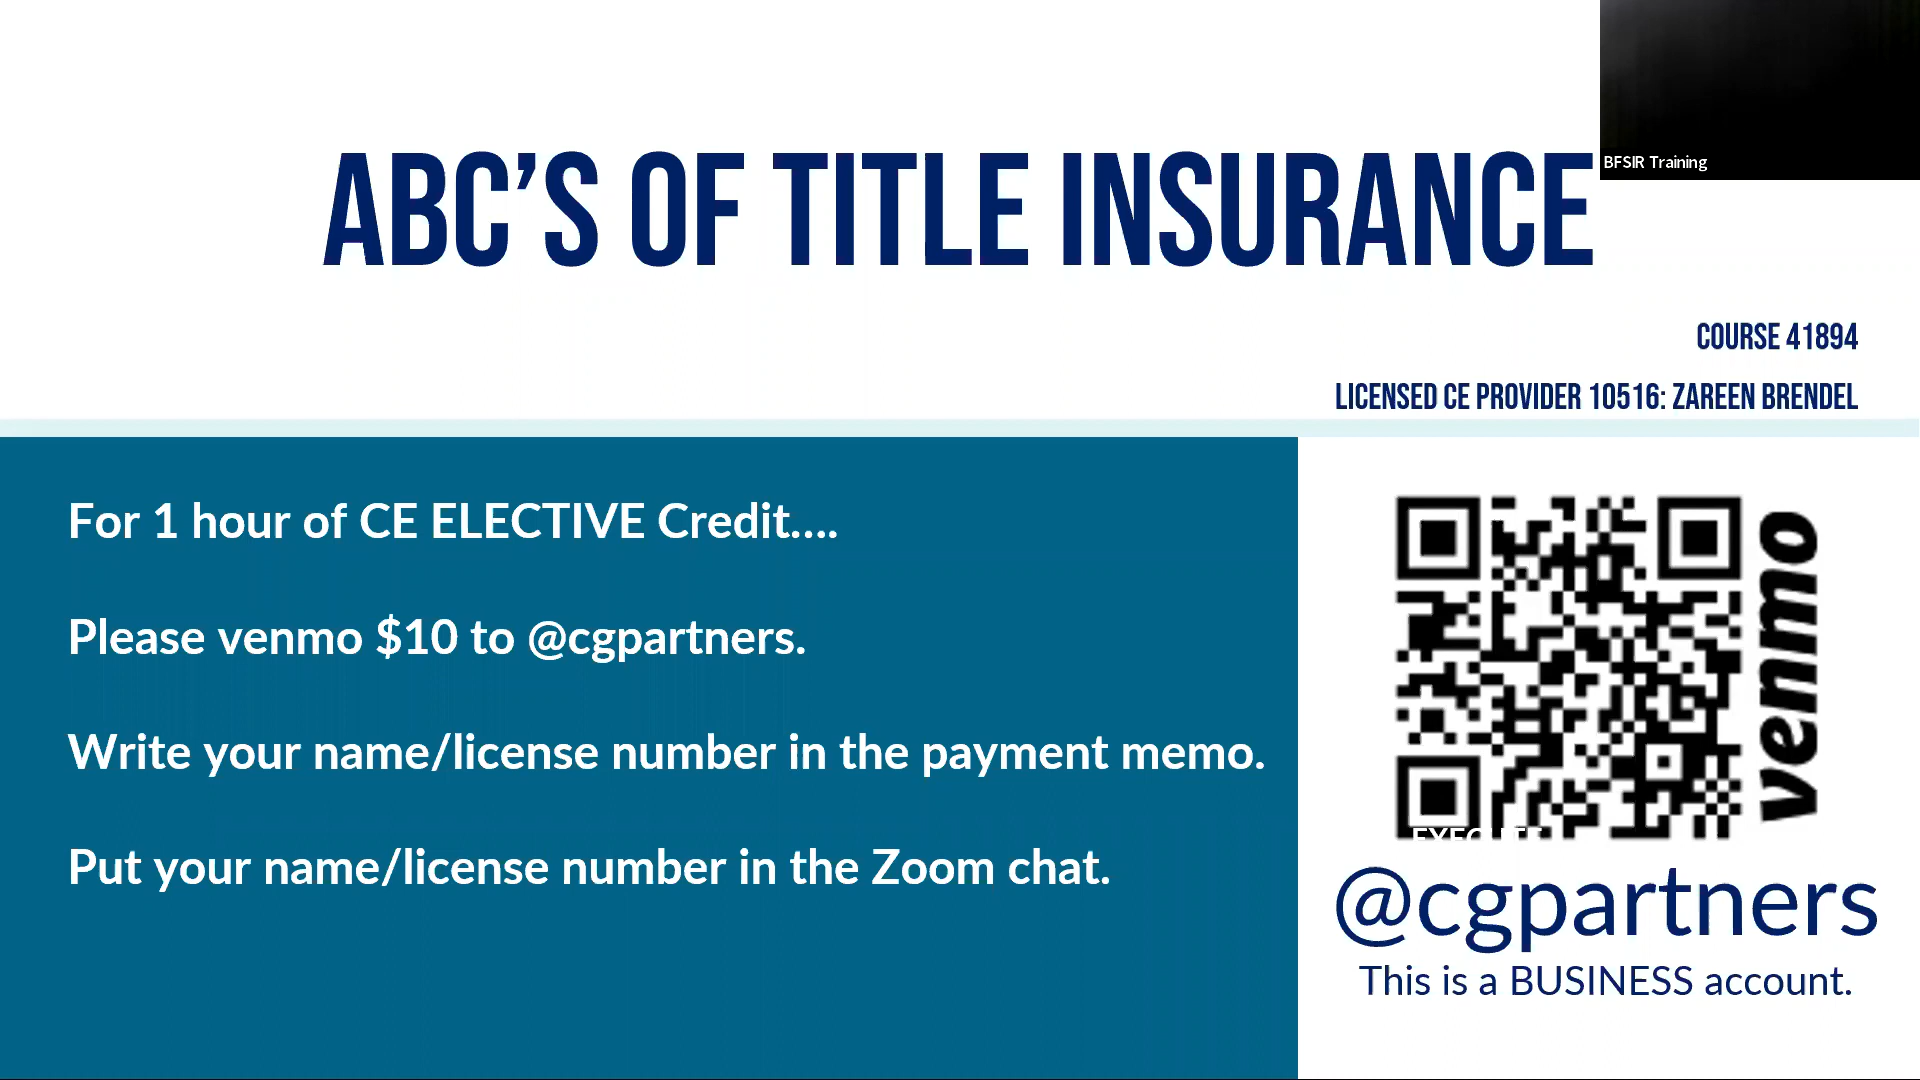 ABC’S OF TITLE INSURANCE
BFSIR Training
COURSE 41894
LICENSED CE PROVIDER 10516: ZAREEN BRENDEL
For 1 hour of CE ELECTIVE Credit....
Please venmo $10 to @cgpartners.
Write your name/license number in the payment memo.
Put your name/license number in the Zoom chat.
venmo
@cgpartners
This is a BUSINESS account.